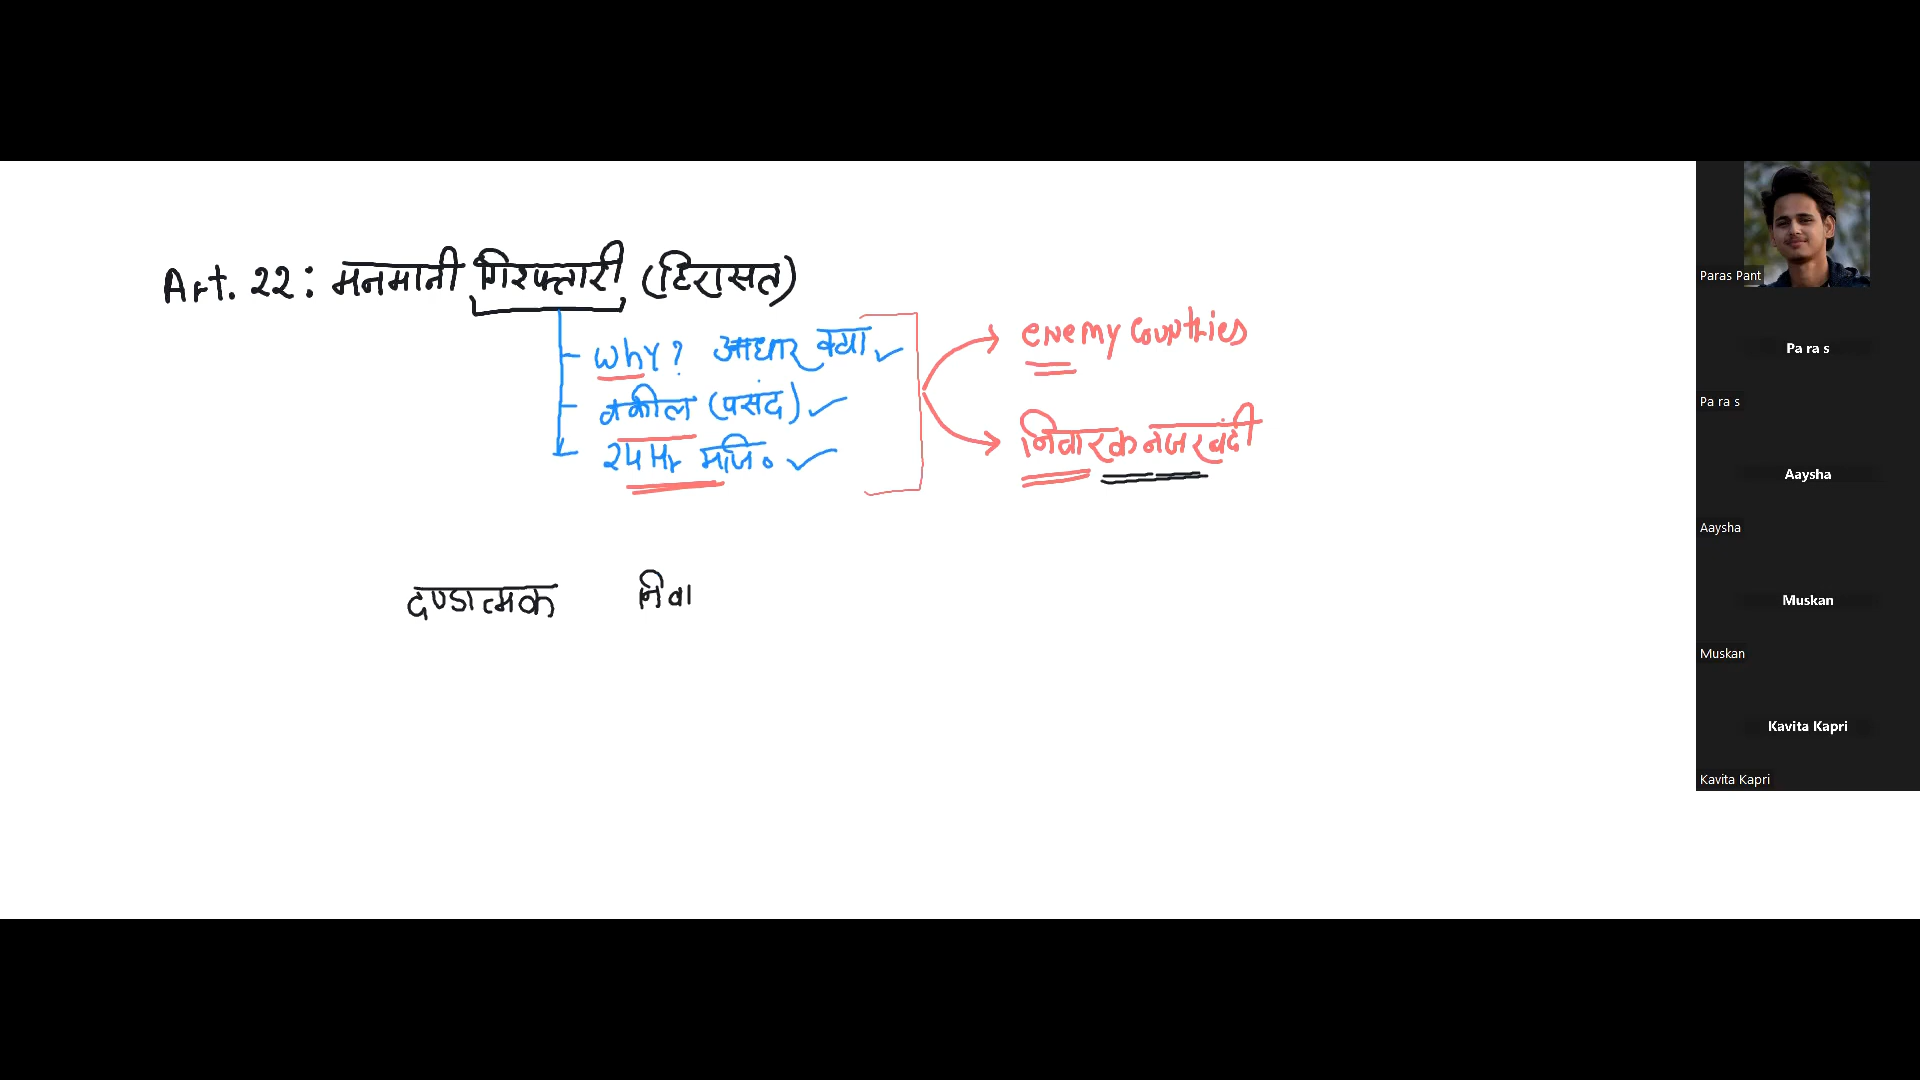 Art. 22: मनमानी गिरफ्तारी (हिरासत)
Why? आधार क्या
वकील (पसंद)
24 Hr मजि०
enemy countries
निवारक नजरबंदी
दण्डात्मक निवा
Paras Pant
Pa ra s
Pa ra s
Aaysha
Aaysha
Muskan
Muskan
Kavita Kapri
Kavita Kapri